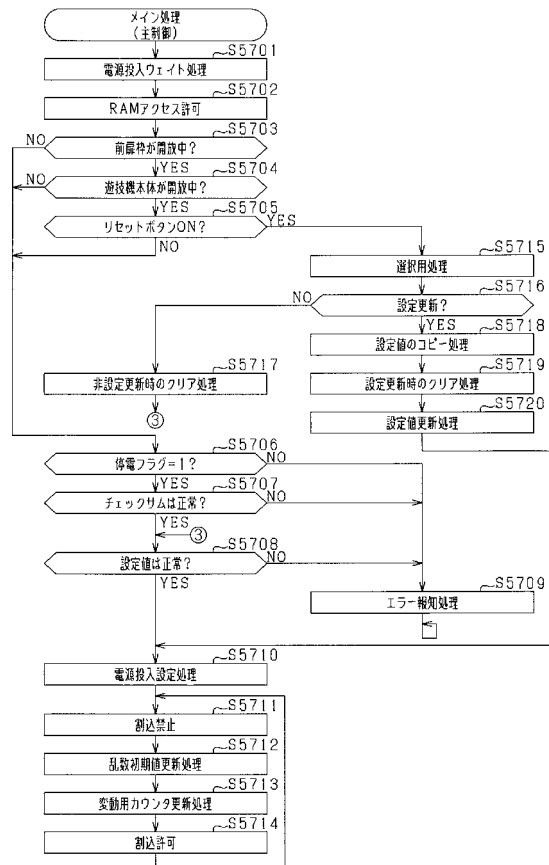 メイン処理
(主制御)
S5701
電源投入ウェイト処理
S5702
RAMアクセス許可
S5703
NO
前扉枠が開放中?
YES
S5704
NO
遊技機本体が開放中?
YES
S5705
リセットボタンON?
YES
NO
S5715
選択用処理
S5716
NO
設定更新?
YES
S5718
設定値のコピー処理
S5717
非設定更新時のクリア処理
③
S5719
設定更新時のクリア処理
S5720
設定値更新処理
S5706
停電フラグ=1?
NO
YES
S5707
チェックサムは正常?
NO
YES
③
S5708
設定値は正常?
NO
YES
S5709
エラー報知処理
S5710
電源投入設定処理
S5711
割込禁止
S5712
乱数初期値更新処理
S5713
変動用カウンタ更新処理
S5714
割込許可